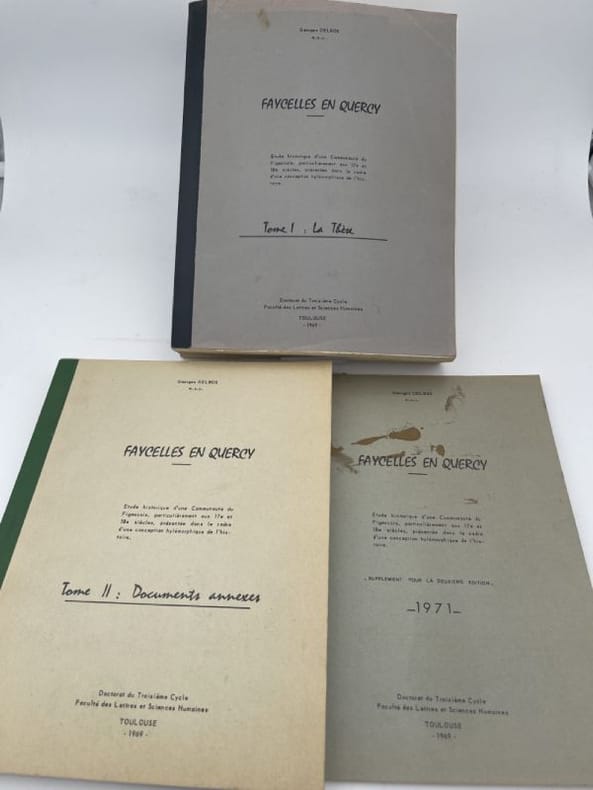 Georges DELBOS
M.S.C.
FAYCELLES EN QUERCY
Etude historique d'une Communauté du
Figeacois, particulièrement aux 17e et
18e siècles, présentée dans le cadre
d'une conception hylémorphique de l'his-
toire.
Tome I : La Thèse
Doctorat du Troisième Cycle
Faculté des Lettres et Sciences Humaines
TOULOUSE
- 1969 -
Georges DELBOS
M.S.C.
FAYCELLES EN QUERCY
Etude historique d'une Communauté du
Figeacois, particulièrement aux 17e et
18e siècles, présentée dans le cadre
d'une conception hylémorphique de l'his-
toire.
Tome II : Documents annexes
Doctorat du Troisième Cycle
Faculté des Lettres et Sciences Humaines
TOULOUSE
- 1969 -
Georges DELBOS
FAYCELLES EN QUERCY
Etude historique d'une Communauté du
Figeacois, particulièrement aux 17e et
18e siècles, présentée dans le cadre
d'une conception hylémorphique de l'his-
toire.
- SUPPLEMENT POUR LA DEUXIEME EDITION -
-1971-
Doctorat du Troisième Cycle
Faculté des Lettres et Sciences Humaines
TOULOUSE
- 1969 -